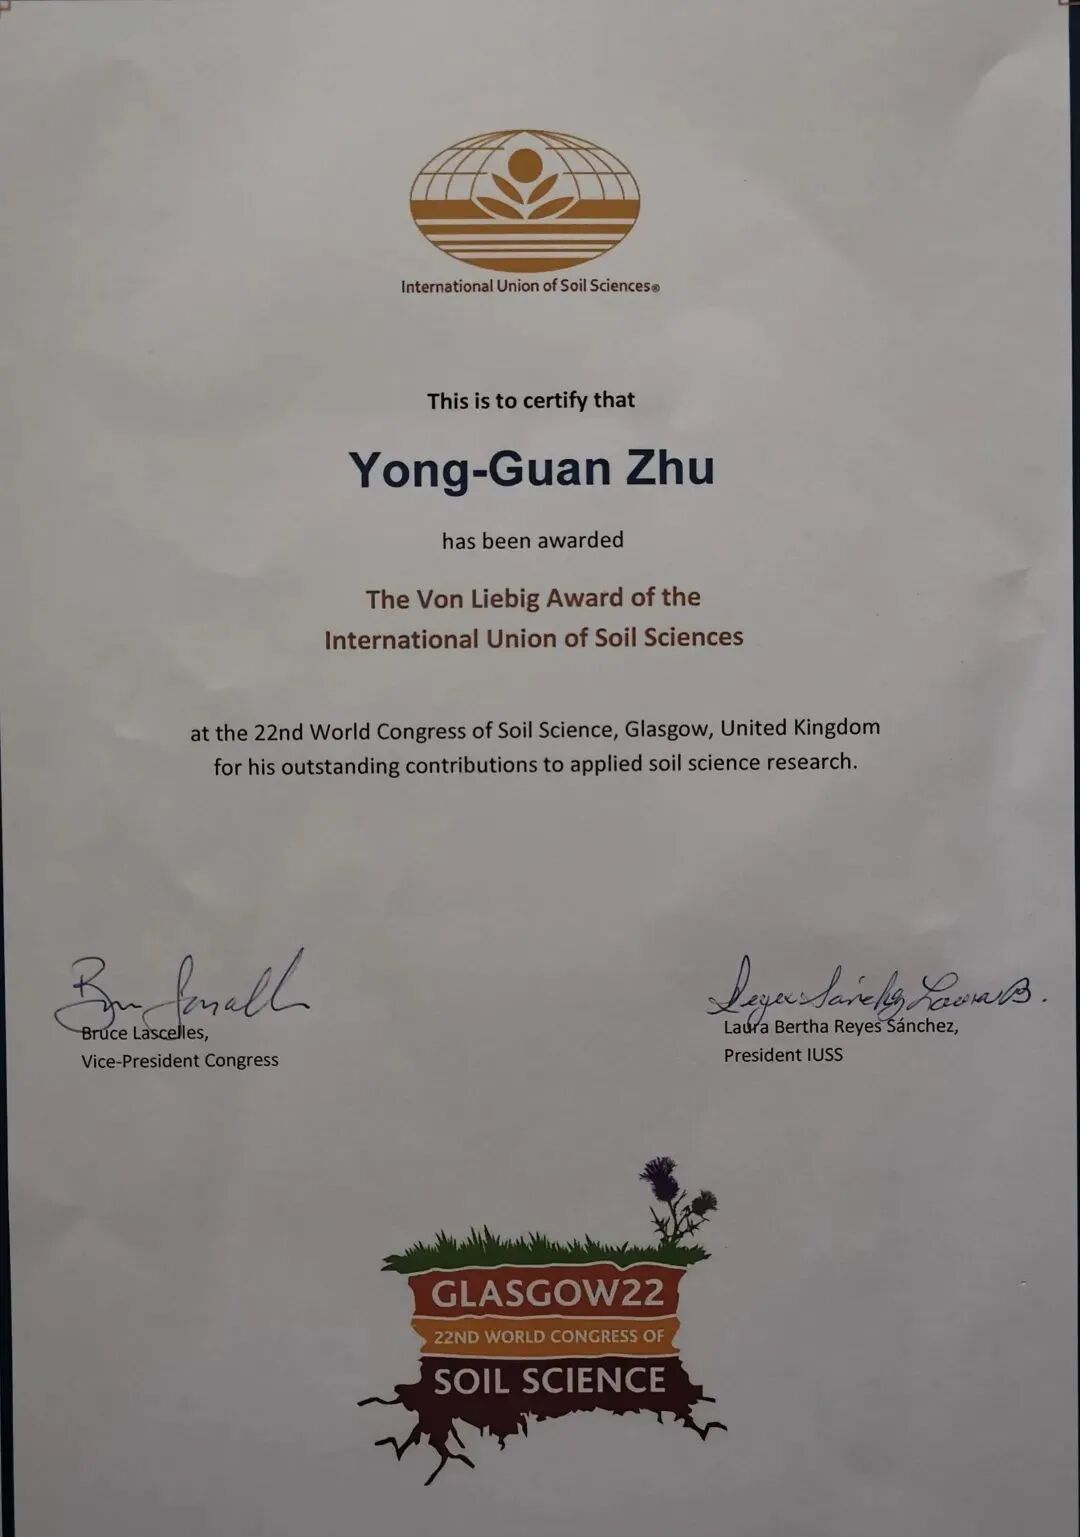 International Union of Soil Sciences®
This is to certify that
Yong-Guan Zhu
has been awarded
The Von Liebig Award of the
International Union of Soil Sciences
at the 22nd World Congress of Soil Science, Glasgow, United Kingdom
for his outstanding contributions to applied soil science research.
Bruce Lascelles,
Vice-President Congress
Reyes Sánchez Laura B.
Laura Bertha Reyes Sánchez,
President IUSS
GLASGOW22
22ND WORLD CONGRESS OF
SOIL SCIENCE